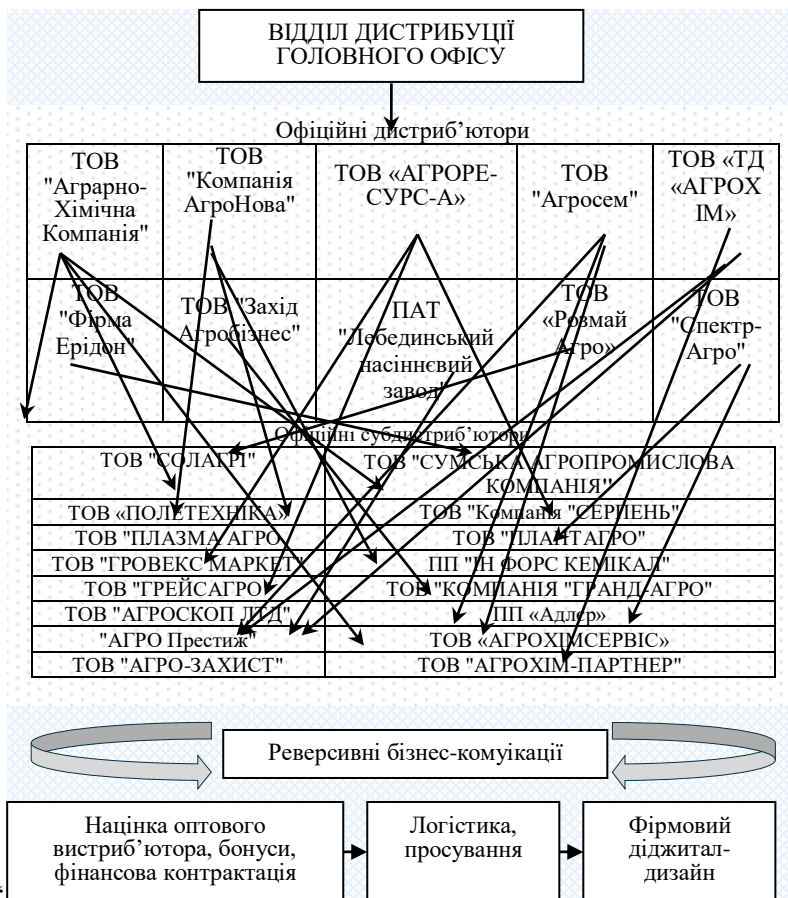 ВІДДІЛ ДИСТРИБУЦІЇ
ГОЛОВНОГО ОФІСУ
Офіційні дистриб’ютори
ТОВ
"Аграрно-
Хімічна
Компанія"
ТОВ
"Компанія
АгроНова"
ТОВ «АГРОРЕ-
СУРС-А»
ТОВ
"Агросем"
ТОВ «ТД
«АГРОХ
ІМ»
ТОВ
"Фірма
Ерідон"
ТОВ "Захід
Агробізнес"
ПАТ
"Лебединський
насіннєвий
завод"
ТОВ
«Розмай
Агро»
ТОВ
"Спектр-
Агро"
Офіційні субдистриб’ютори
ТОВ "СОЛАГРІ"
ТОВ "СУМСЬКА АГРОПРОМИСЛОВА
КОМПАНІЯ"
ТОВ «ПОЛЕТЕХНІКА»
ТОВ "Компанія "СЕРПЕНЬ"
ТОВ "ПЛАЗМА АГРО
ТОВ "ПЛАНТАГРО"
ТОВ "ГРОВЕКС МАРКЕТ"
ПП "ІН ФОРС КЕМІКАЛ"
ТОВ "ГРЕЙСАГРО"
ТОВ "КОМПАНІЯ "ГРАНД-АГРО"
ТОВ "АГРОСКОП ЛТД"
ПП «Адлер»
"АГРО Престиж"
ТОВ «АГРОХІМСЕРВІС»
ТОВ "АГРО-ЗАХИСТ"
ТОВ "АГРОХІМ-ПАРТНЕР"
Реверсивні бізнес-комуікації
Націнка оптового
вистриб’ютора, бонуси,
фінансова контрактація
Логістика,
просування
Фірмовий
діджитал-
дизайн